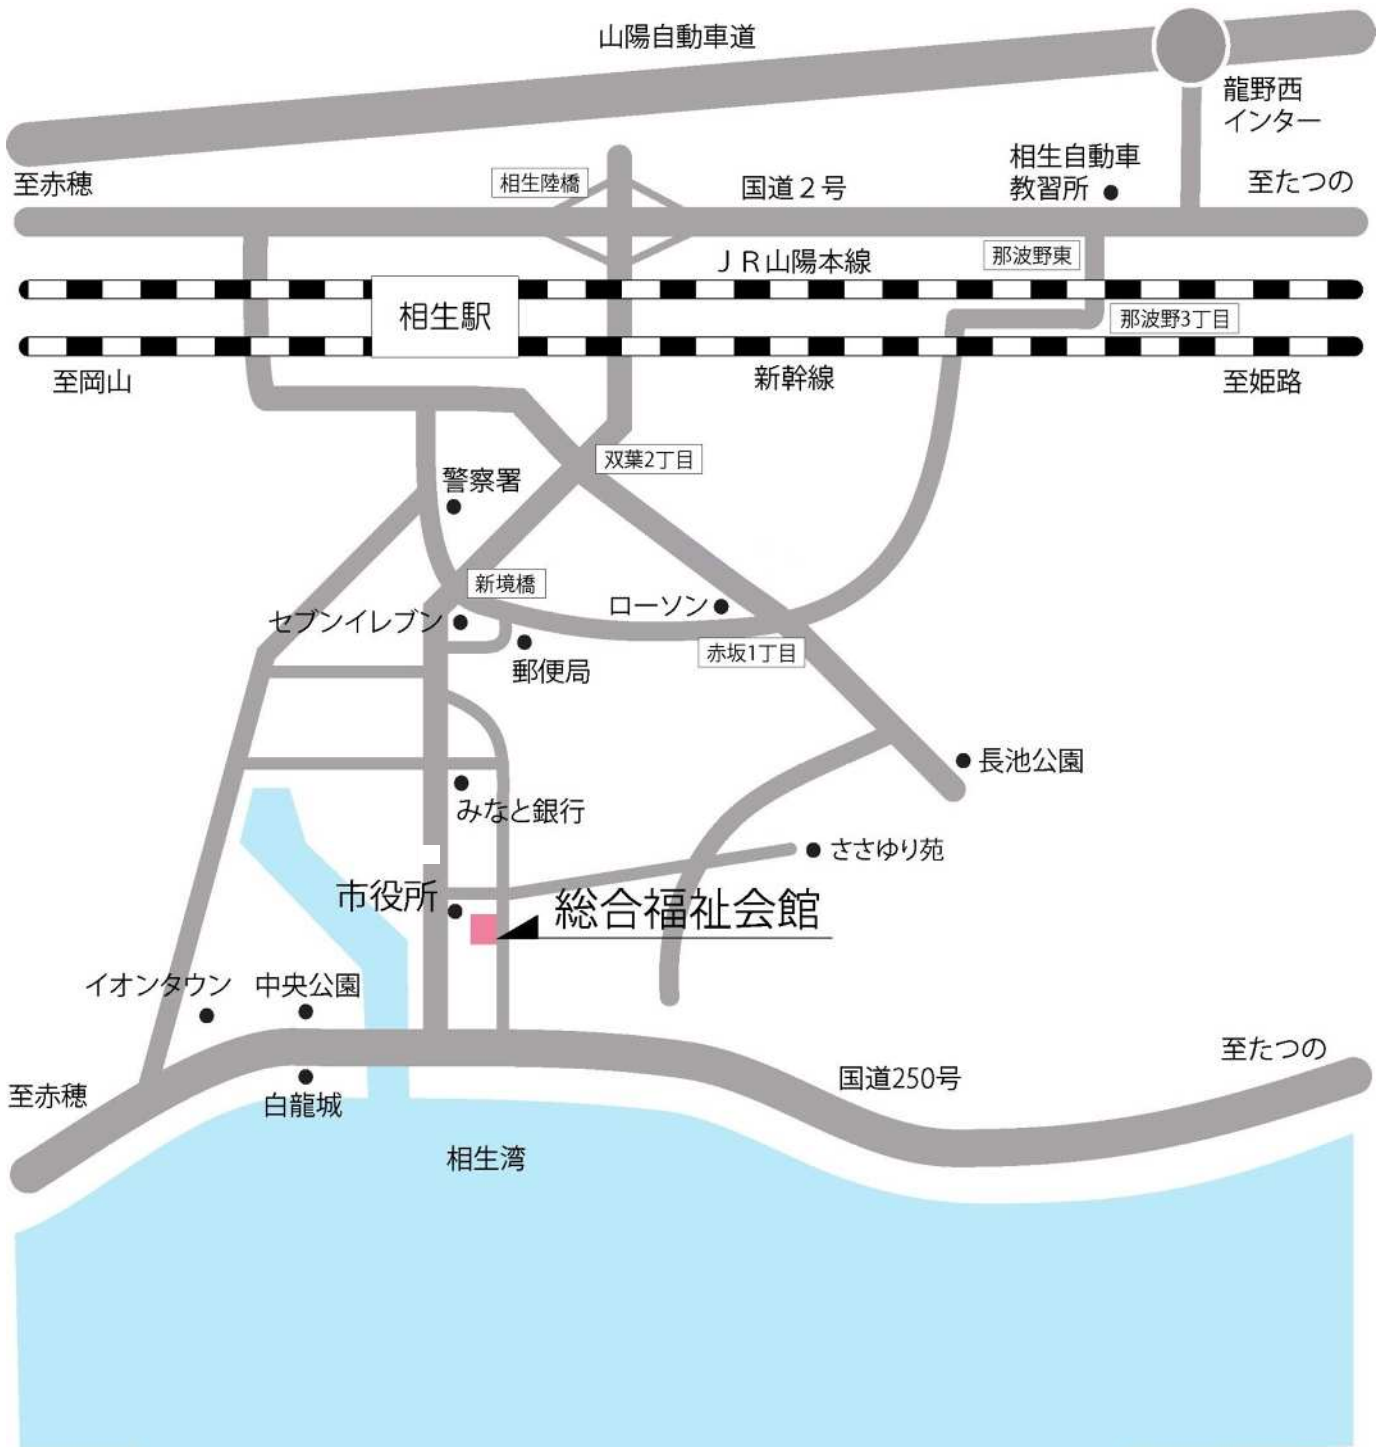 山陽自動車道
龍野西
インター
相生自動車
教習所
至赤穂
相生陸橋
国道２号
至たつの
那波野東
ＪＲ山陽本線
相生駅
那波野3丁目
至岡山
新幹線
至姫路
双葉2丁目
警察署
新境橋
ローソン
セブンイレブン
赤坂1丁目
郵便局
長池公園
みなと銀行
ささゆり苑
市役所
総合福祉会館
イオンタウン
中央公園
至たつの
国道250号
至赤穂
白龍城
相生湾